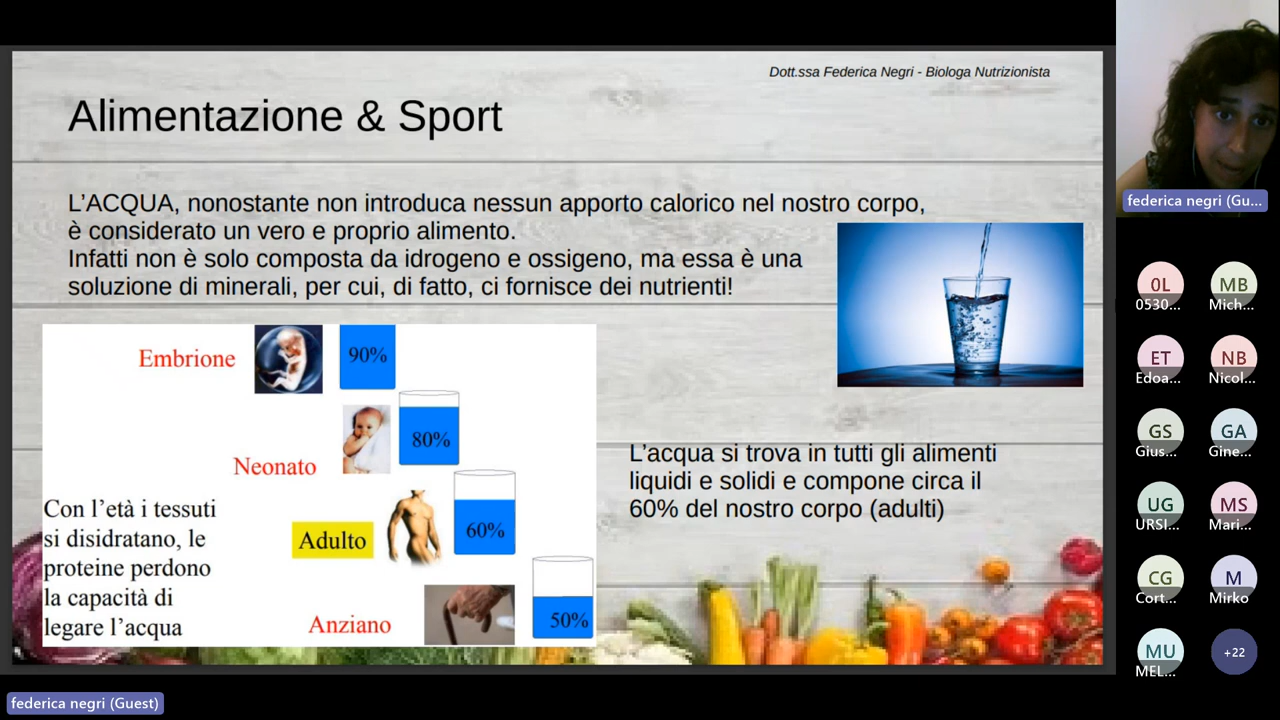 Dott.ssa Federica Negri - Biologa Nutrizionista
Alimentazione & Sport
L'ACQUA, nonostante non introduca nessun apporto calorico nel nostro corpo,
è considerato un vero e proprio alimento.
Infatti non è solo composta da idrogeno e ossigeno, ma essa è una
soluzione di minerali, per cui, di fatto, ci fornisce dei nutrienti!
Embrione
90%
80%
Neonato
Con l'età i tessuti
si disidratano, le
proteine perdono
la capacità di
legare l'acqua
Adulto
60%
Anziano
50%
L'acqua si trova in tutti gli alimenti
liquidi e solidi e compone circa il
60% del nostro corpo (adulti)
federica negri (Gu...
0L
0530...
MB
Mich...
ET
Edoa...
NB
Nicol...
GS
Gius...
GA
Gine...
UG
URSI...
MS
Mari...
CG
Cort...
M
Mirko
MU
MEL...
+22
federica negri (Guest)